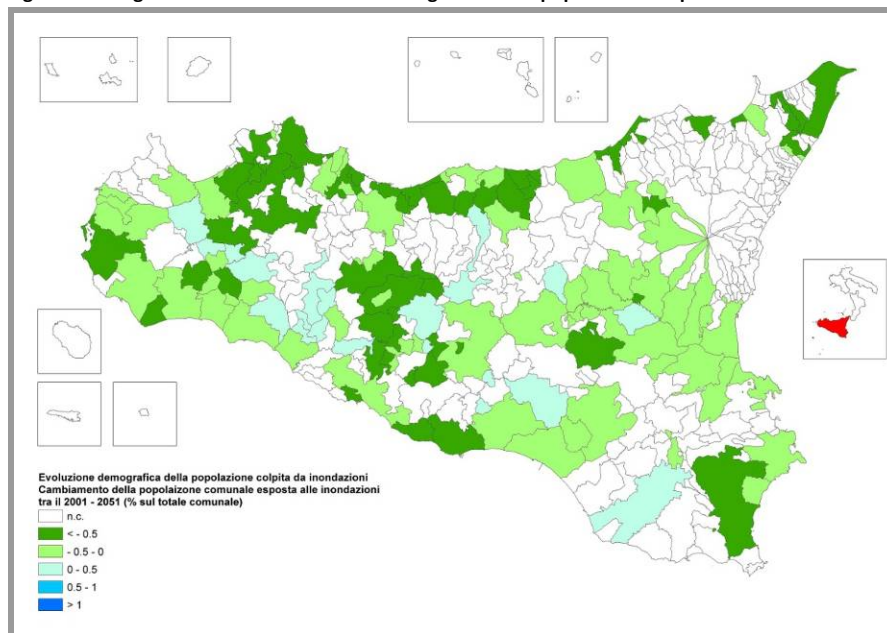 Evoluzione demografica della popolazione colpita da inondazioni
Cambiamento della popolaizone comunale esposta alle inondazioni
tra il 2001 - 2051 (% sul totale comunale)
n.c.
< - 0.5
- 0.5 - 0
0 - 0.5
0.5 - 1
> 1